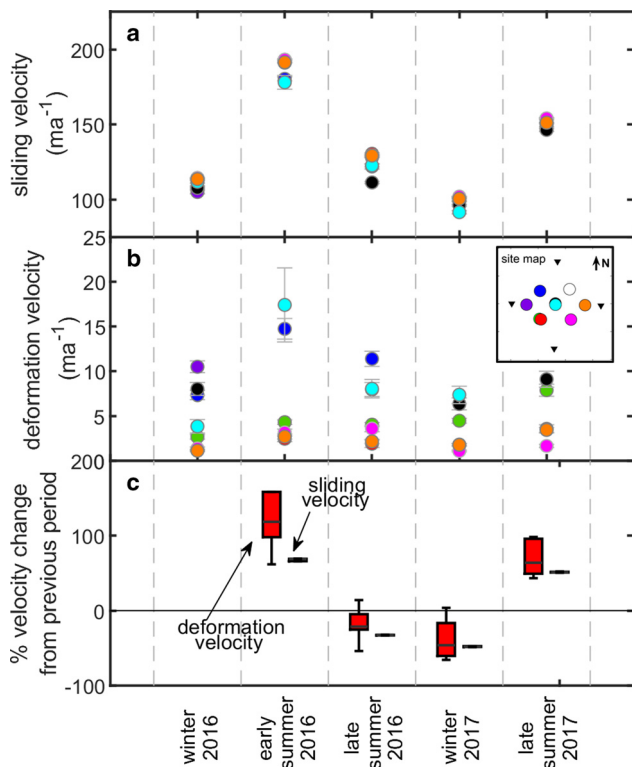 a
200
150
100
25
sliding velocity
(ma⁻¹)
b
site map
N
20
15
10
5
200
deformation velocity
(ma⁻¹)
c
sliding
velocity
100
0
-100
deformation
velocity
% velocity change
from previous period
winter
2016
early
summer 2016
late
summer 2016
winter
2017
late
summer 2017